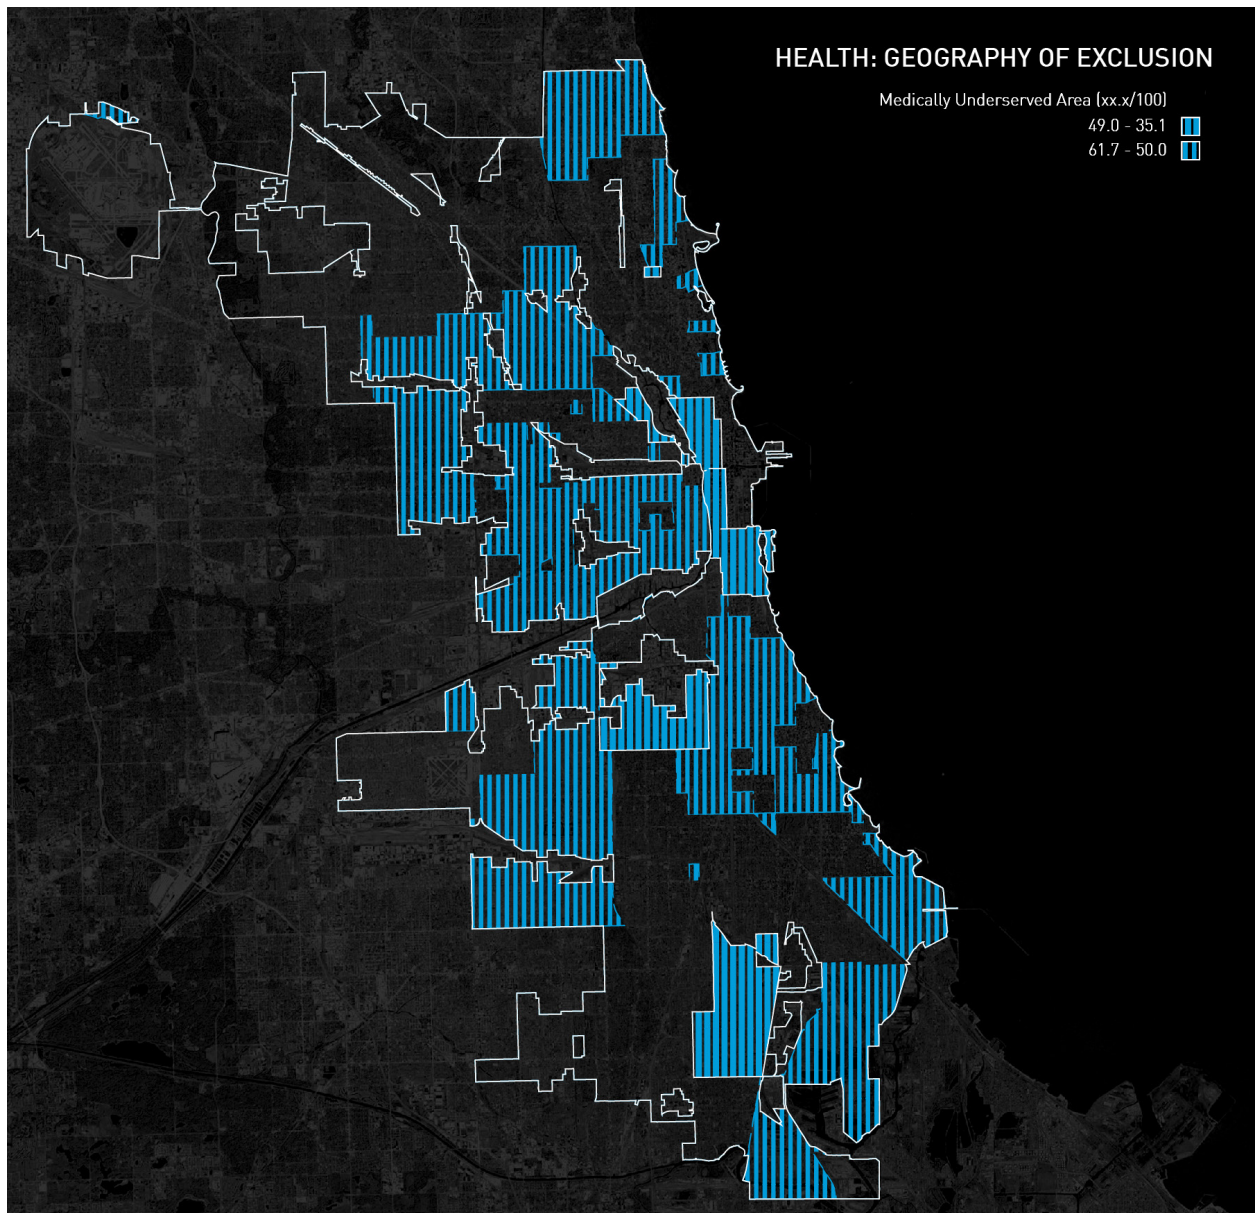 HEALTH: GEOGRAPHY OF EXCLUSION
Medically Underserved Area (xx.x/100)
49.0 - 35.1
61.7 - 50.0